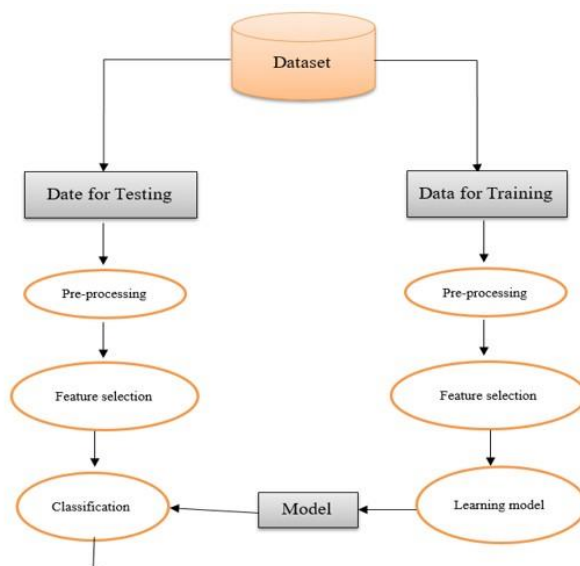 Dataset
Date for Testing
Data for Training
Pre-processing
Pre-processing
Feature selection
Feature selection
Classification
Model
Learning model